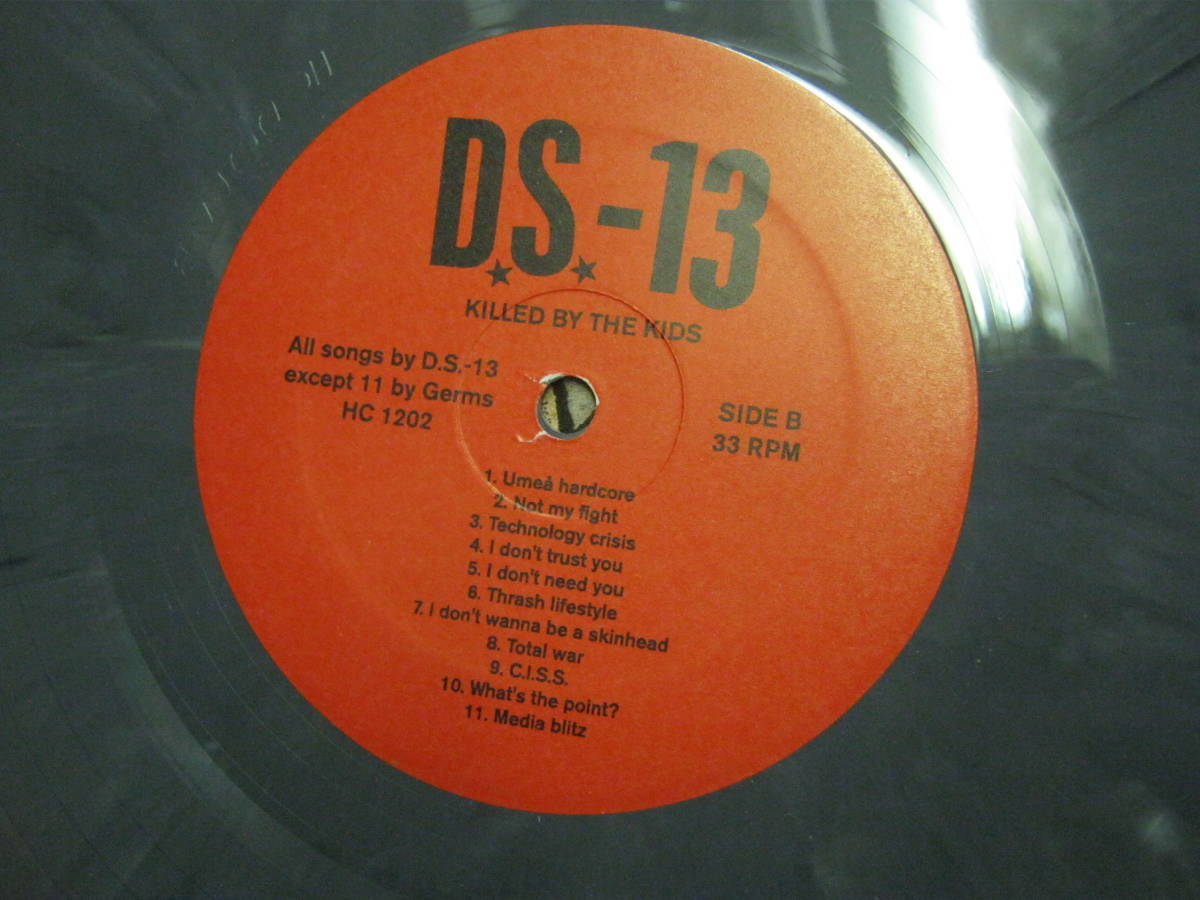 D.S.-13
KILLED BY THE KIDS
All songs by D.S.-13
except 11 by Germs
HC 1202
SIDE B
33 RPM
1. Umeå hardcore
2. Not my fight
3. Technology crisis
4. I don't trust you
5. I don't need you
6. Thrash lifestyle
7. I don't wanna be a skinhead
8. Total war
9. C.I.S.S.
10. What's the point?
11. Media blitz